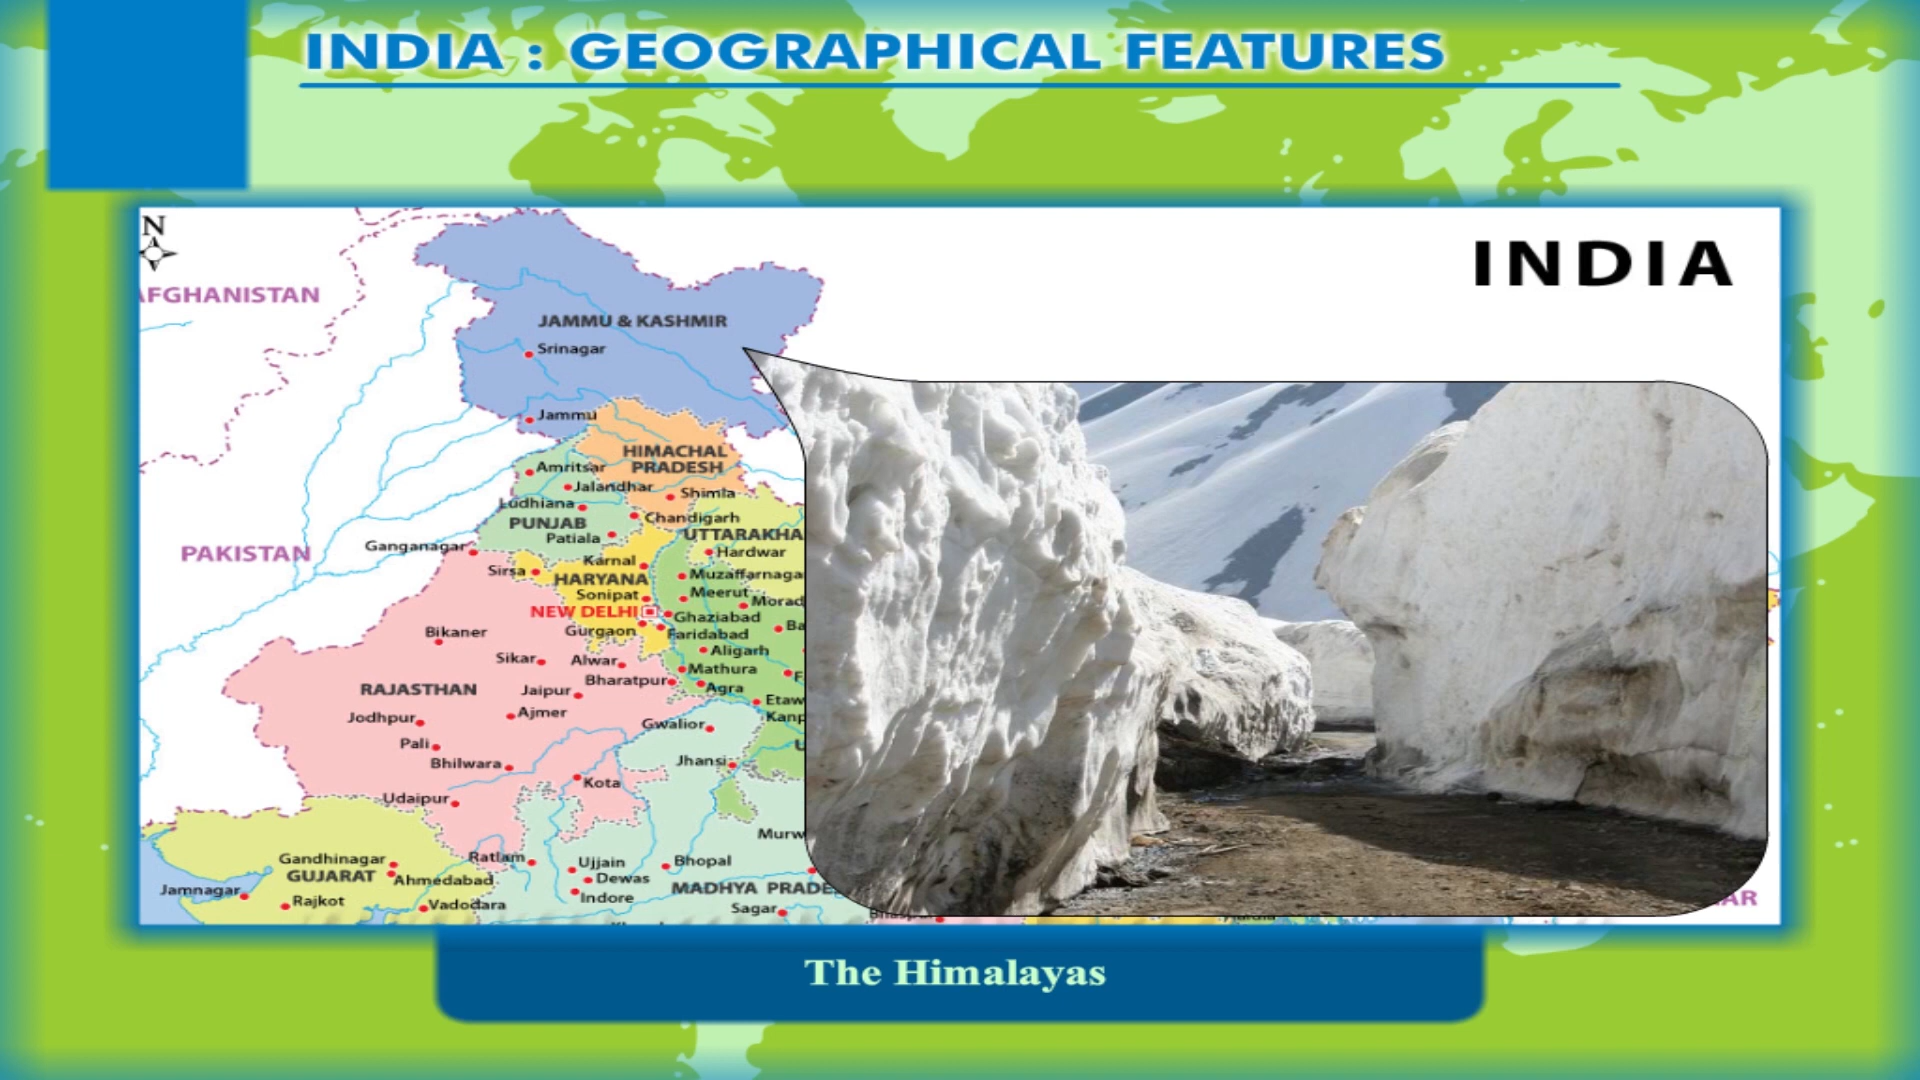 INDIA : GEOGRAPHICAL FEATURES
N
INDIA
AFGHANISTAN
JAMMU & KASHMIR
Srinagar
Jammu
HIMACHAL
PRADESH
Amritsar
Jalandhar
Shimla
Ludhiana
Chandigarh
PUNJAB
Patiala
UTTARAKHA
PAKISTAN
Ganganagar
Hardwar
Karnal
Sirsa
HARYANA
Muzaffarnaga
Sonipat
Meerut
Morad
NEW DELHI
Ghaziabad
Gurgaon
Faridabad
Ba
Bikaner
Aligarh
Sikar
Alwar
Mathura
F
Bharatpur
RAJASTHAN
Jaipur
Agra
Etaw
Jodhpur
Ajmer
Gwalior
Kanp
Pali
U
Bhilwara
Jhansi
Kota
Udaipur
Murw
Gandhinagar
Ratlam
Ujjain
Bhopal
GUJARAT
Ahmedabad
Dewas
Jamnagar
MADHYA PRADE
Rajkot
Vadodara
Indore
Sagar
AR
The Himalayas